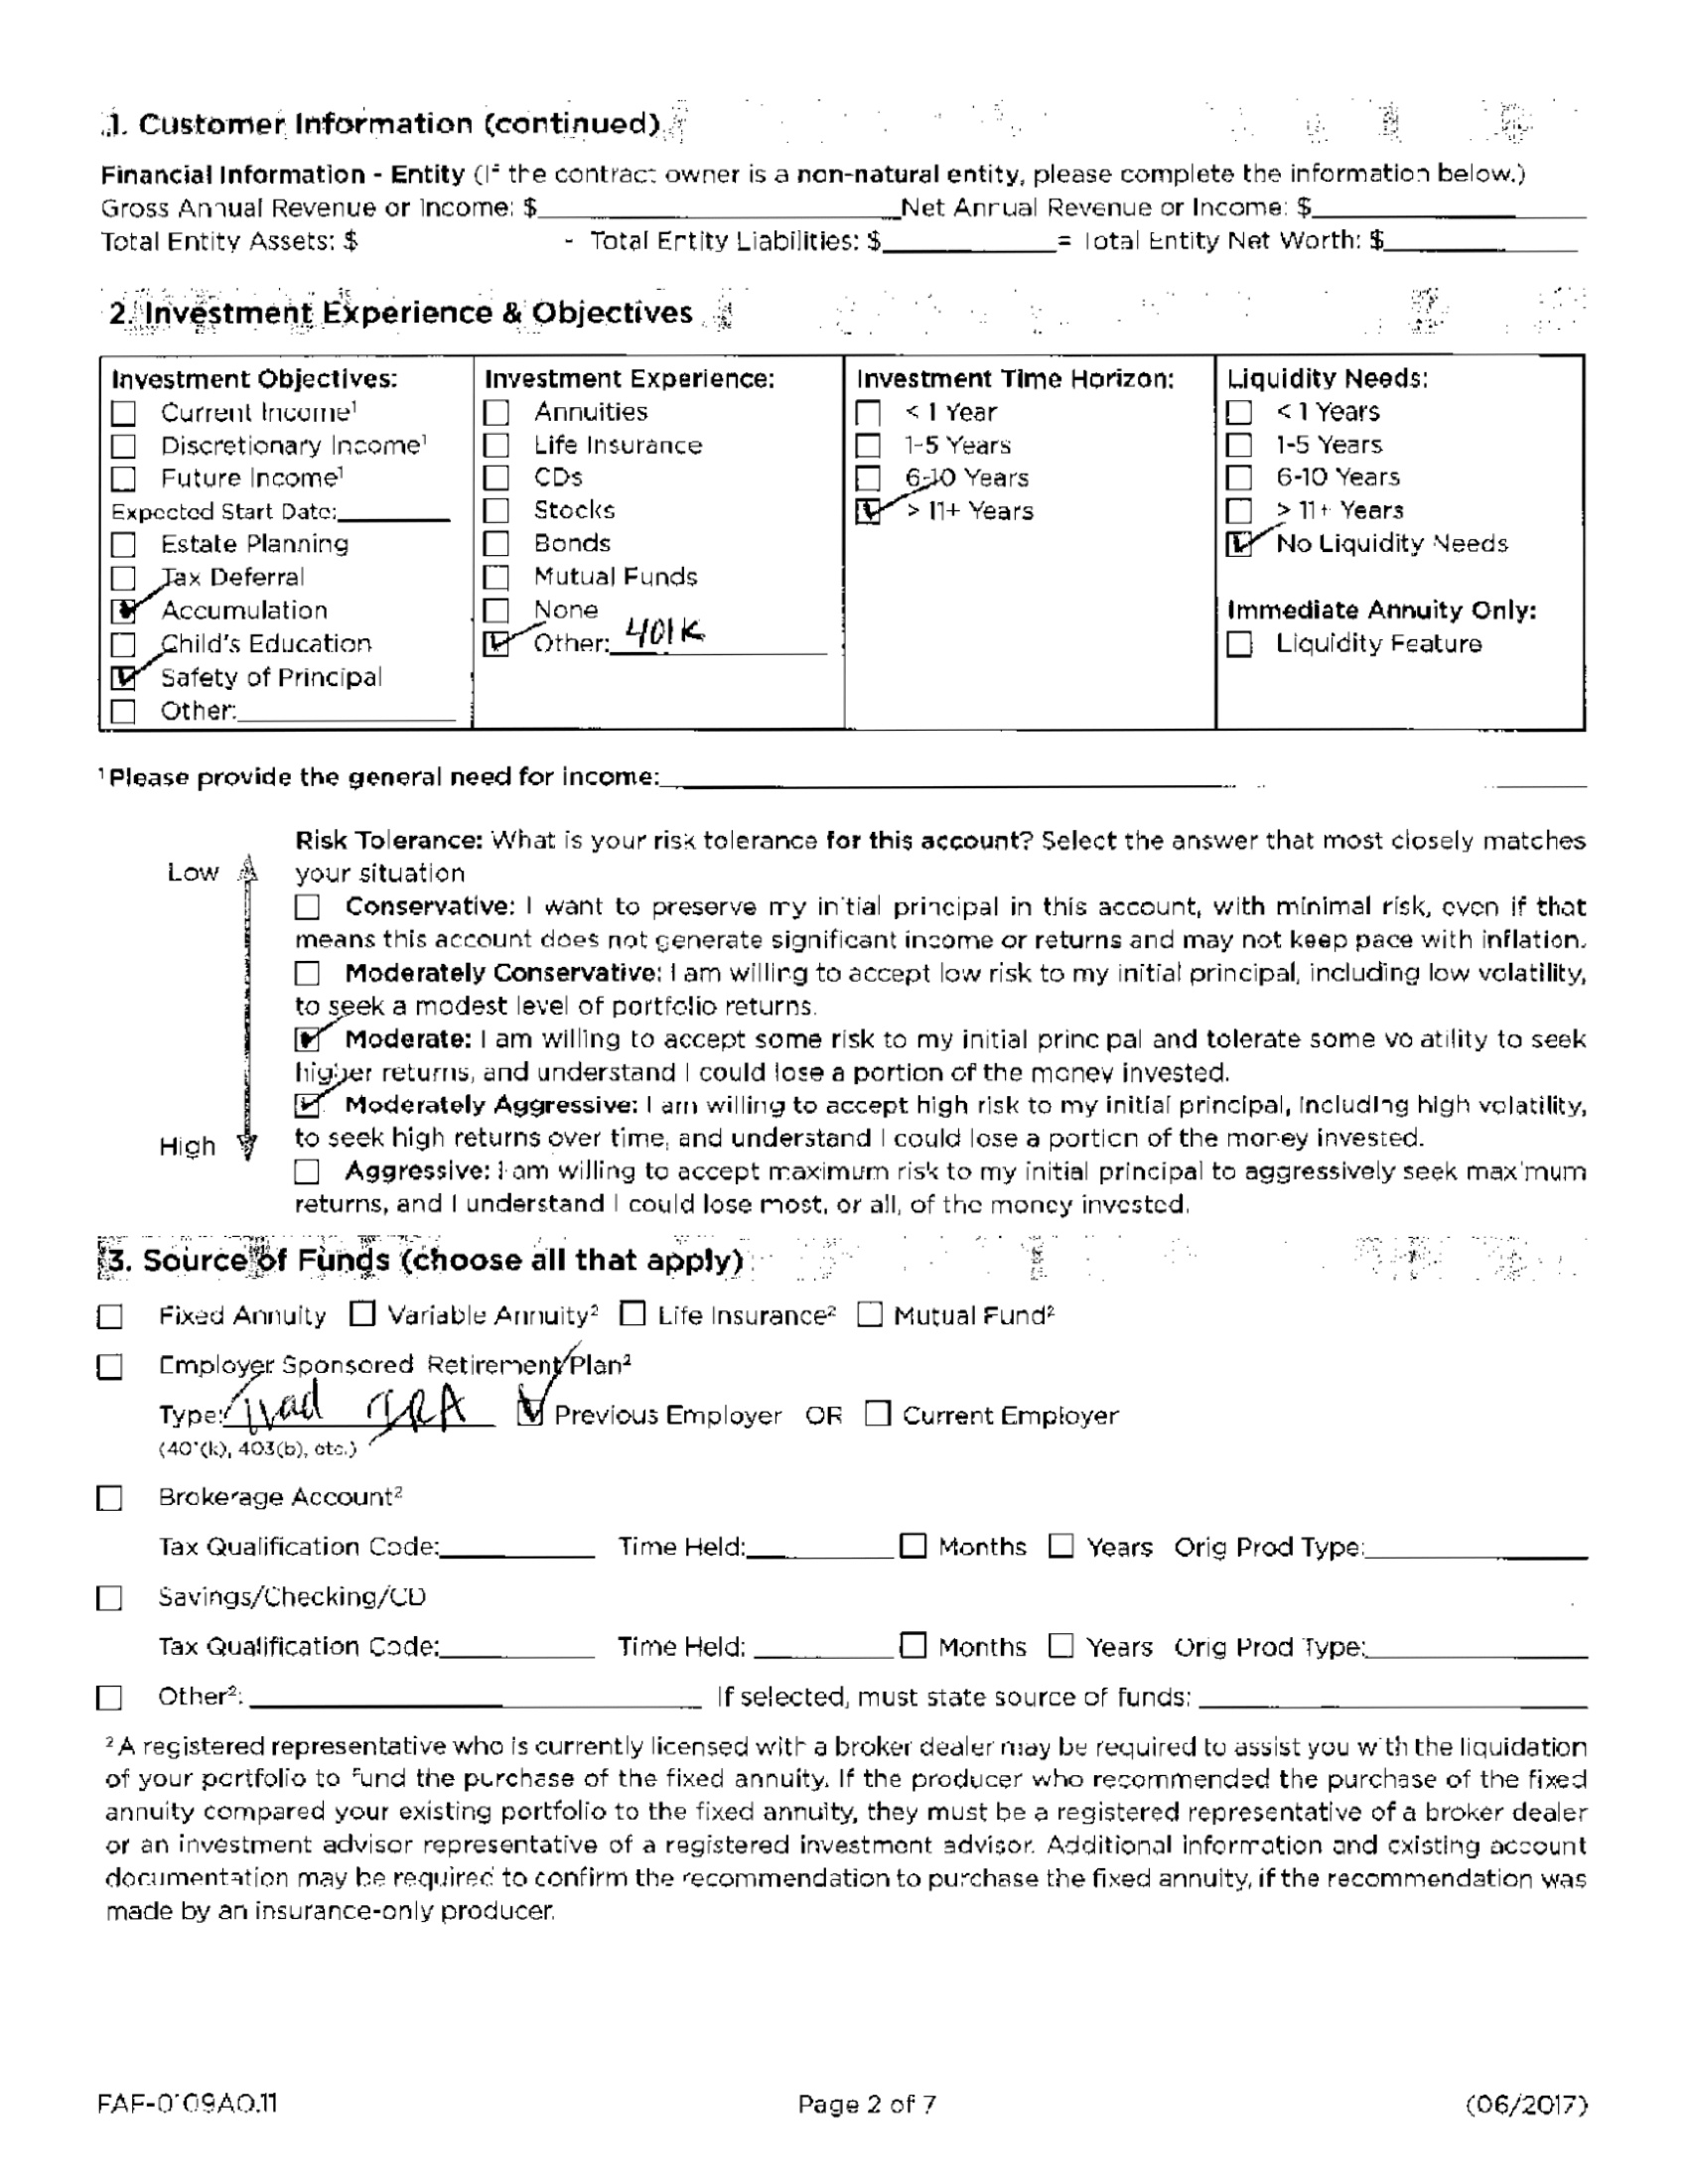 1. Customer Information (continued)
Financial Information - Entity (If the contract owner is a non-natural entity, please complete the information below.)
Gross Annual Revenue or Income: $ Net Annual Revenue or Income: $
Total Entity Assets: $ - Total Entity Liabilities: $ = Total Entity Net Worth: $
2. Investment Experience & Objectives
Investment Objectives:
☐ Current Income¹
☐ Discretionary Income¹
☐ Future Income¹
Expected Start Date:
☐ Estate Planning
☐ Tax Deferral
☑ Accumulation
☐ Child's Education
☑ Safety of Principal
☐ Other:
Investment Experience:
☐ Annuities
☐ Life Insurance
☐ CDs
☐ Stocks
☐ Bonds
☐ Mutual Funds
☐ None
☑ Other: 401K
Investment Time Horizon:
☐ < 1 Year
☐ 1-5 Years
☐ 6-10 Years
☑ > 11+ Years
Liquidity Needs:
☐ < 1 Years
☐ 1-5 Years
☐ 6-10 Years
☐ > 11+ Years
☑ No Liquidity Needs
Immediate Annuity Only:
☐ Liquidity Feature
¹ Please provide the general need for income:
Low
High
Risk Tolerance: What is your risk tolerance for this account? Select the answer that most closely matches
your situation
☐ Conservative: I want to preserve my initial principal in this account, with minimal risk, even if that
means this account does not generate significant income or returns and may not keep pace with inflation.
☐ Moderately Conservative: I am willing to accept low risk to my initial principal, including low volatility,
to seek a modest level of portfolio returns.
☑ Moderate: I am willing to accept some risk to my initial principal and tolerate some volatility to seek
higher returns, and understand I could lose a portion of the money invested.
☑ Moderately Aggressive: I am willing to accept high risk to my initial principal, including high volatility,
to seek high returns over time, and understand I could lose a portion of the money invested.
☐ Aggressive: I am willing to accept maximum risk to my initial principal to aggressively seek maximum
returns, and I understand I could lose most, or all, of the money invested.
3. Source of Funds (choose all that apply)
☐ Fixed Annuity ☐ Variable Annuity² ☐ Life Insurance² ☐ Mutual Fund²
☐ Employer Sponsored Retirement Plan²
Type: Trad IRA ☑ Previous Employer OR ☐ Current Employer
(401(k), 403(b), etc.)
☐ Brokerage Account²
Tax Qualification Code: Time Held: ☐ Months ☐ Years Orig Prod Type:
☐ Savings/Checking/CD
Tax Qualification Code: Time Held: ☐ Months ☐ Years Orig Prod Type:
☐ Other²: If selected, must state source of funds:
² A registered representative who is currently licensed with a broker dealer may be required to assist you with the liquidation
of your portfolio to fund the purchase of the fixed annuity. If the producer who recommended the purchase of the fixed
annuity compared your existing portfolio to the fixed annuity, they must be a registered representative of a broker dealer
or an investment advisor representative of a registered investment advisor. Additional information and existing account
documentation may be required to confirm the recommendation to purchase the fixed annuity, if the recommendation was
made by an insurance-only producer.
FAF-0109AO.11 Page 2 of 7 (06/2017)